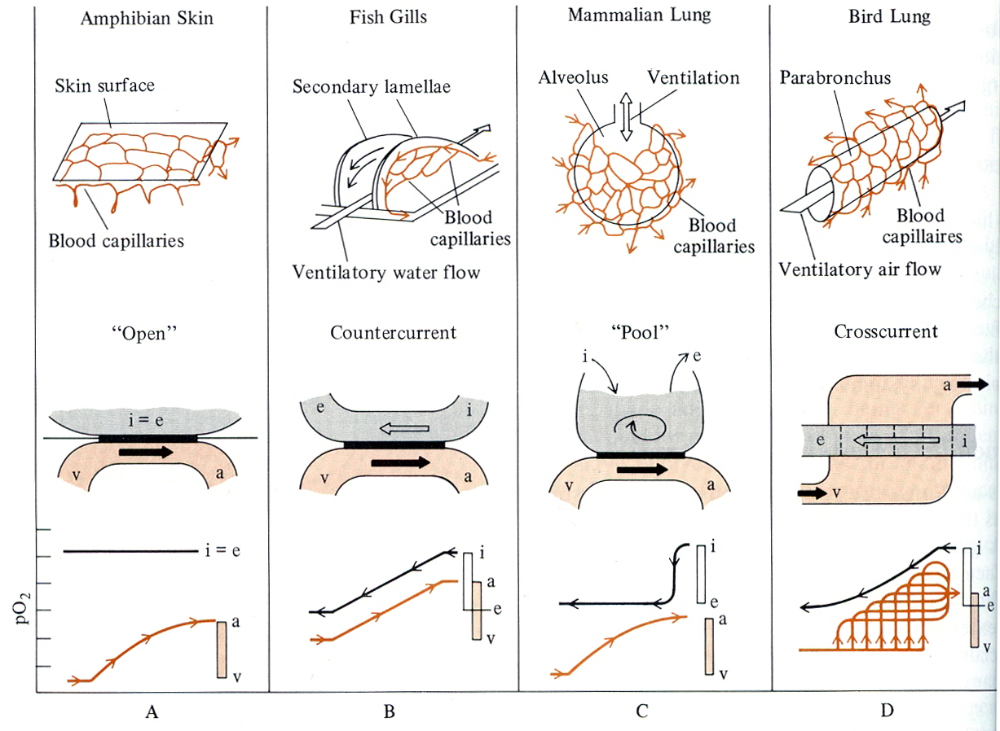 Amphibian Skin
Skin surface
Blood capillaries
"Open"
i = e
v
a
i = e
a
v
A
Fish Gills
Secondary lamellae
Blood
capillaries
Ventilatory water flow
Countercurrent
e
i
v
a
i
a
e
v
B
Mammalian Lung
Alveolus
Ventilation
Blood
capillaries
"Pool"
i
e
v
a
i
e
a
v
C
Bird Lung
Parabronchus
Blood
capillaires
Ventilatory air flow
Crosscurrent
a
e
i
v
i
a
e
v
D
pO₂